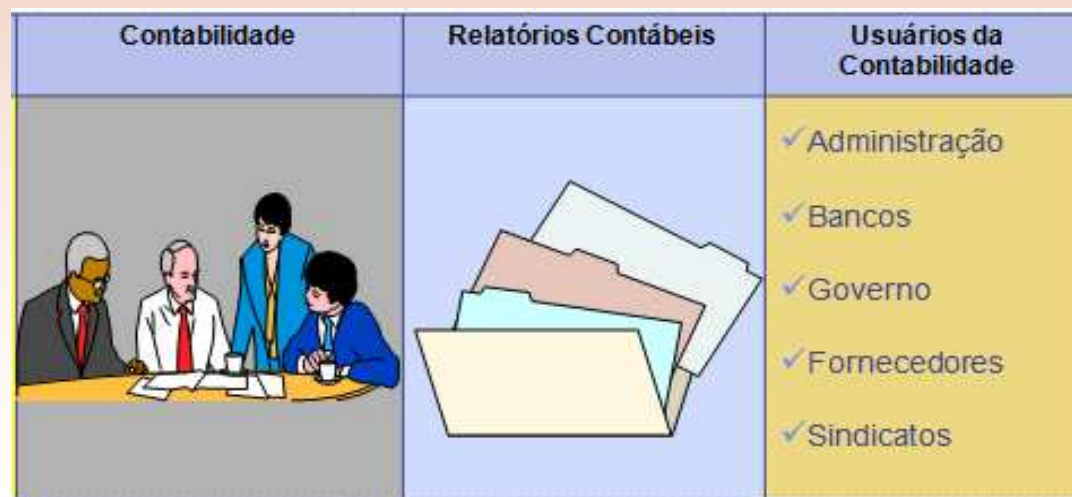 Contabilidade
Relatórios Contábeis
Usuários da
Contabilidade
Administração
Bancos
Governo
Fornecedores
Sindicatos